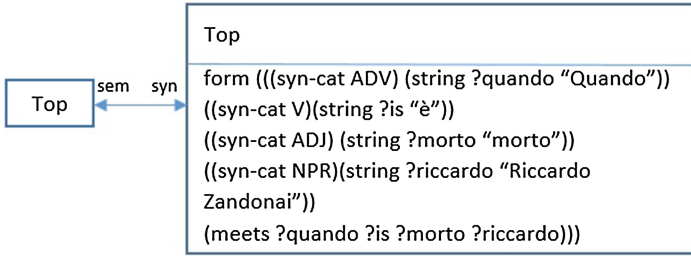 Top
sem syn
Top
form (((syn-cat ADV) (string ?quando “Quando”))
((syn-cat V)(string ?is “è”))
((syn-cat ADJ) (string ?morto “morto”))
((syn-cat NPR)(string ?riccardo “Riccardo
Zandonai”))
(meets ?quando ?is ?morto ?riccardo)))